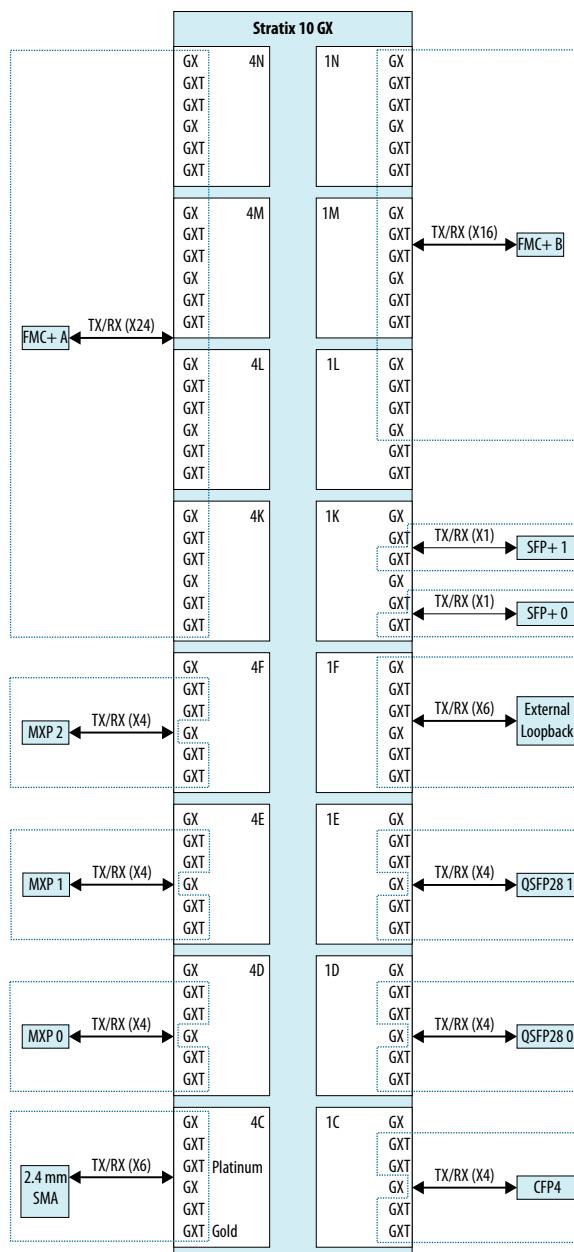 Stratix 10 GX
GX 4N 1N GX
GXT GXT
GXT GXT
GX GX
GXT GXT
GXT GXT
GX 4M 1M GX
GXT GXT
TX/RX (X16)
FMC+ B
GXT GXT
GX GX
GXT GXT
GXT GXT
FMC+ A
TX/RX (X24)
GX 4L 1L GX
GXT GXT
GXT GXT
GX GX
GXT GXT
GXT GXT
GX 4K 1K GX
GXT GXT
TX/RX (X1)
SFP+ 1
GXT GXT
GX GX
GXT GXT
TX/RX (X1)
SFP+ 0
GXT GXT
GX 4F 1F GX
GXT GXT
GXT GXT
MXP 2
TX/RX (X4)
GX GX
TX/RX (X6)
External
Loopback
GXT GXT
GXT GXT
GX 4E 1E GX
GXT GXT
GXT GXT
MXP 1
TX/RX (X4)
GX GX
TX/RX (X4)
QSFP28 1
GXT GXT
GXT GXT
GX 4D 1D GX
GXT GXT
GXT GXT
MXP 0
TX/RX (X4)
GX GX
TX/RX (X4)
QSFP28 0
GXT GXT
GXT GXT
GX 4C 1C GX
GXT GXT
2.4 mm
SMA
TX/RX (X6)
GXT Platinum GXT
GX GX
TX/RX (X4)
CFP4
GXT GXT
GXT Gold GXT